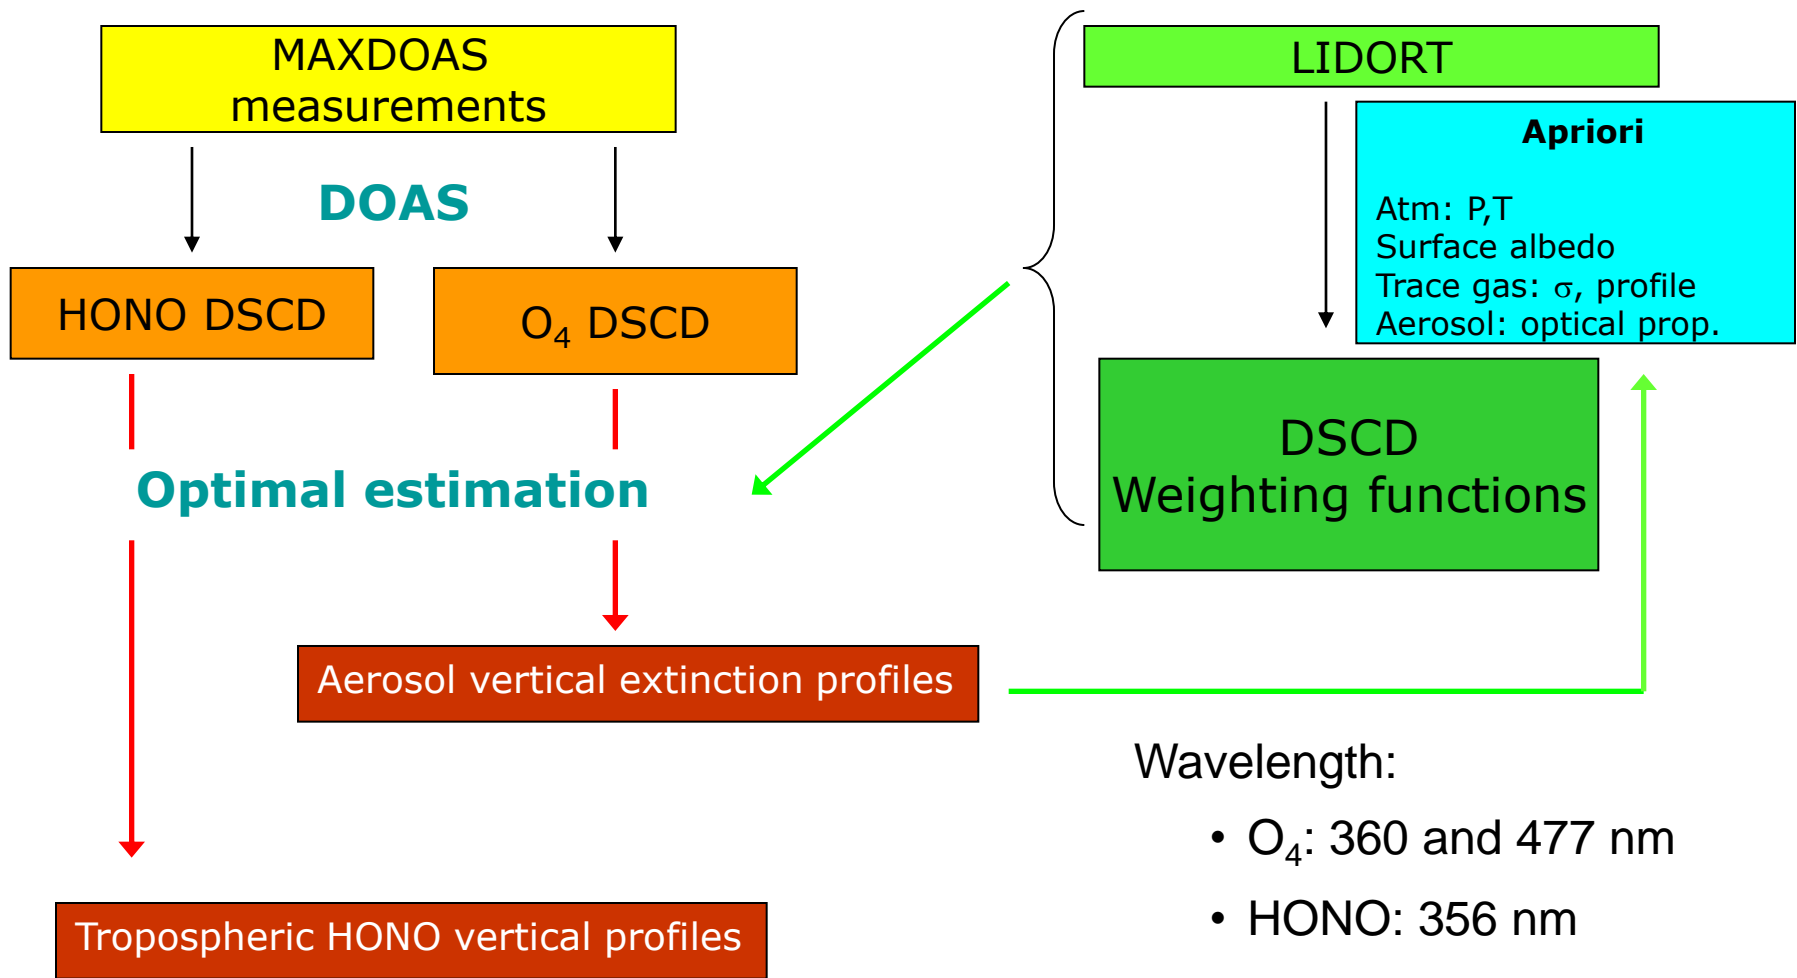 MAXDOAS
measurements
DOAS
HONO DSCD
O₄ DSCD
Optimal estimation
Aerosol vertical extinction profiles
Tropospheric HONO vertical profiles
LIDORT
Apriori
Atm: P,T
Surface albedo
Trace gas: σ, profile
Aerosol: optical prop.
DSCD
Weighting functions
Wavelength:
• O₄: 360 and 477 nm
• HONO: 356 nm